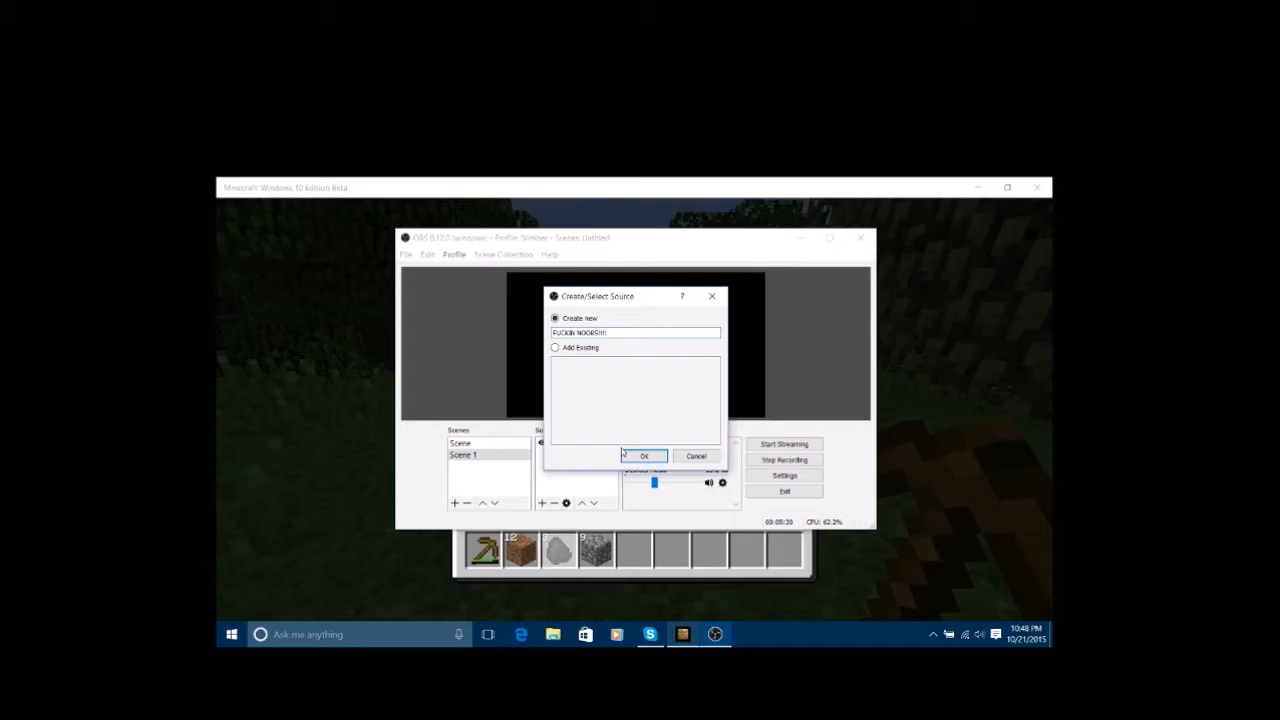 Minecraft: Windows 10 Edition Beta
OBS 0.12.0 (windows) - Profile: Slimber - Scenes: Untitled
File Edit Profile Scene Collection Help
Create/Select Source
Create new
FUCKIN NOOBS!!!!
Add Existing
OK Cancel
Scenes
Scene
Scene 1
Start Streaming
Stop Recording
Settings
Exit
00:05:20 CPU: 62.2%
12 9
Ask me anything
10:48 PM
10/21/2015